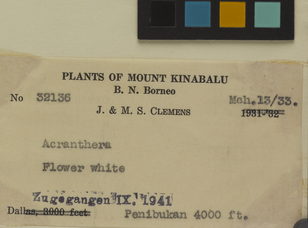 PLANTS OF MOUNT KINABALU
B. N. Borneo
No 32136 Mch. 13/33.
J. & M. S. CLEMENS 1931-'32
Acranthera
Flower white
Zugegangen IX. 1941
Dallas, 3000 feet. Penibukan 4000 ft.